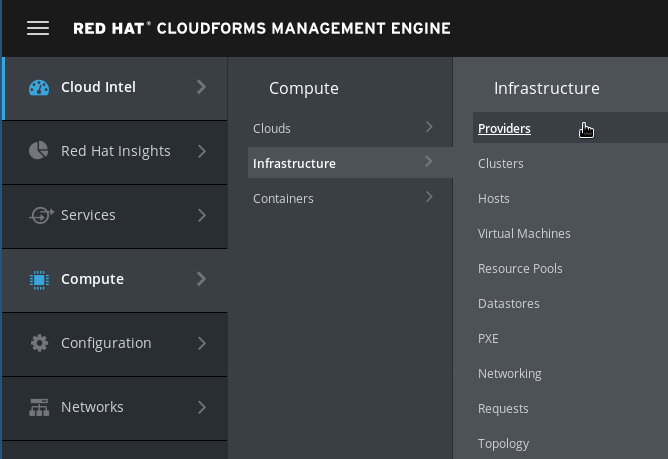 RED HAT® CLOUDFORMS MANAGEMENT ENGINE
Cloud Intel
Red Hat Insights
Services
Compute
Configuration
Networks
Compute
Clouds
Infrastructure
Containers
Infrastructure
Providers
Clusters
Hosts
Virtual Machines
Resource Pools
Datastores
PXE
Networking
Requests
Topology